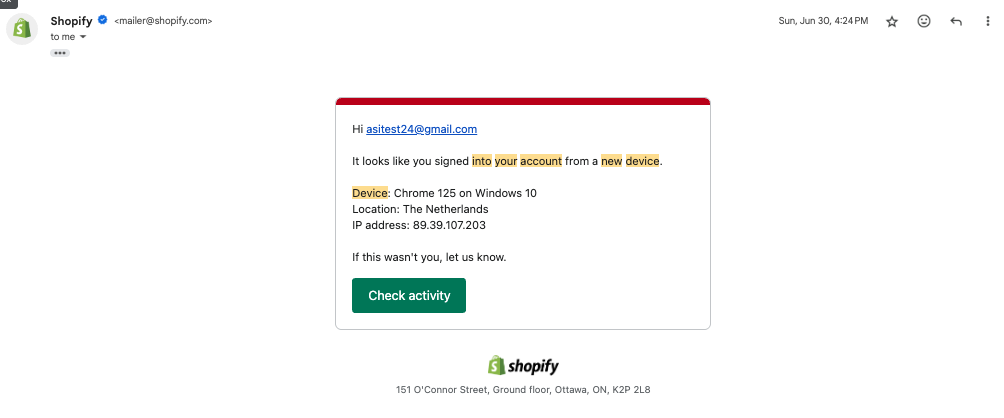 Shopify <mailer@shopify.com>
Sun, Jun 30, 4:24 PM
to me
Hi asitest24@gmail.com
It looks like you signed into your account from a new device.
Device: Chrome 125 on Windows 10
Location: The Netherlands
IP address: 89.39.107.203
If this wasn't you, let us know.
Check activity
shopify
151 O'Connor Street, Ground floor, Ottawa, ON, K2P 2L8